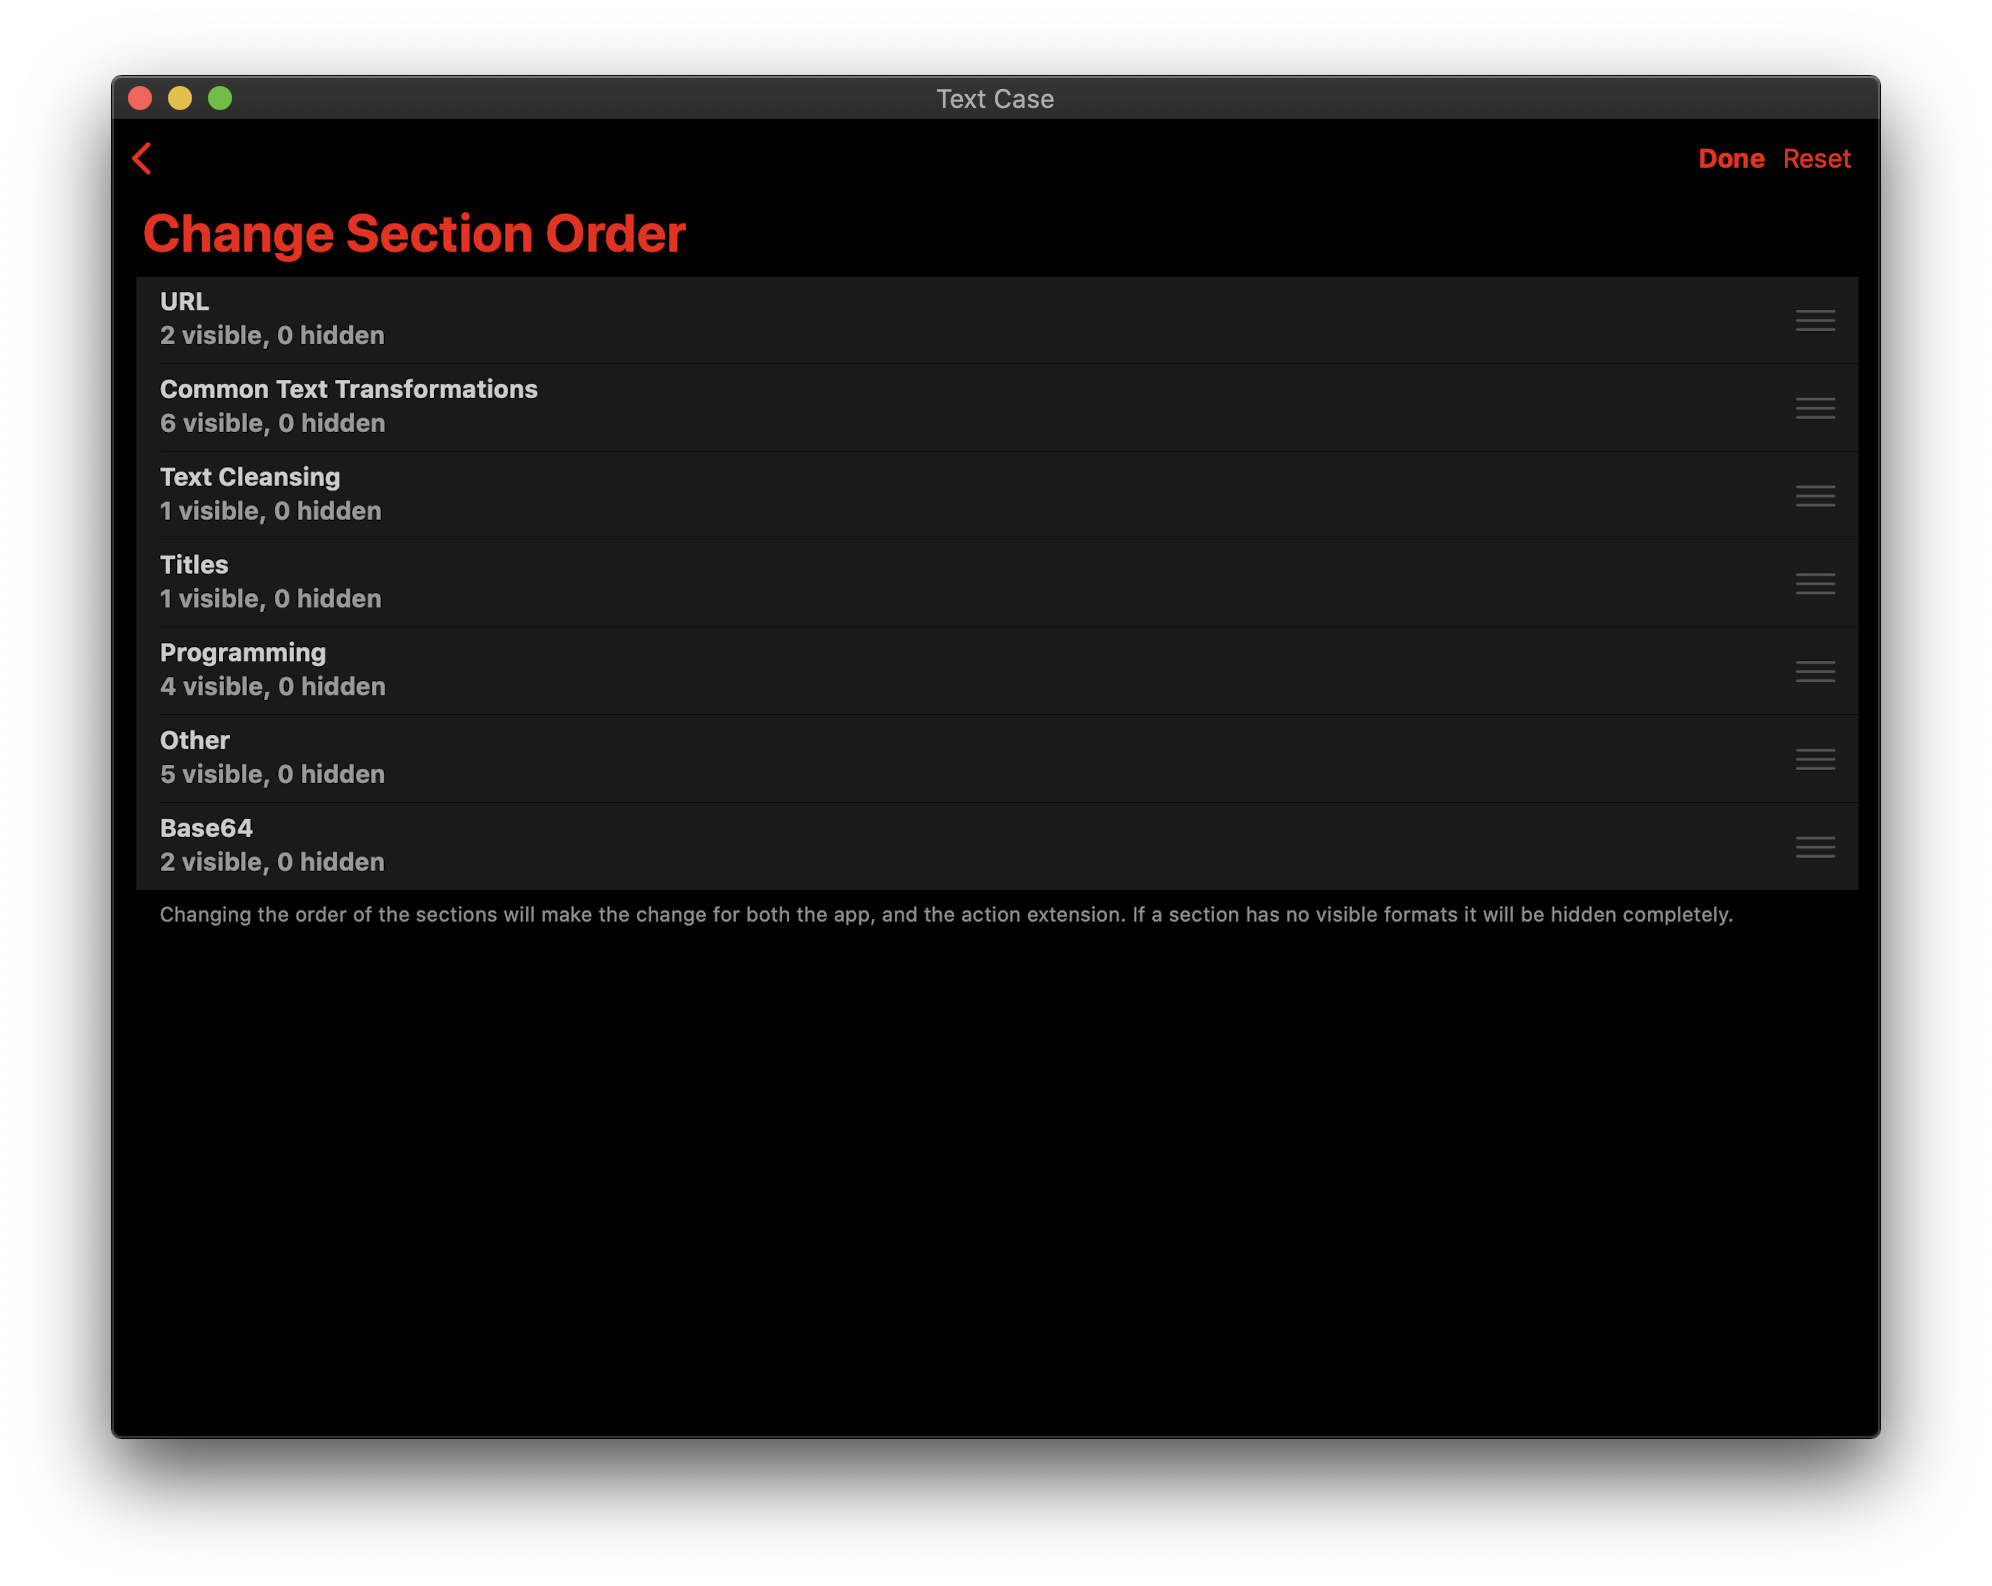 Text Case
Done Reset
Change Section Order
URL
2 visible, 0 hidden
Common Text Transformations
6 visible, 0 hidden
Text Cleansing
1 visible, 0 hidden
Titles
1 visible, 0 hidden
Programming
4 visible, 0 hidden
Other
5 visible, 0 hidden
Base64
2 visible, 0 hidden
Changing the order of the sections will make the change for both the app, and the action extension. If a section has no visible formats it will be hidden completely.